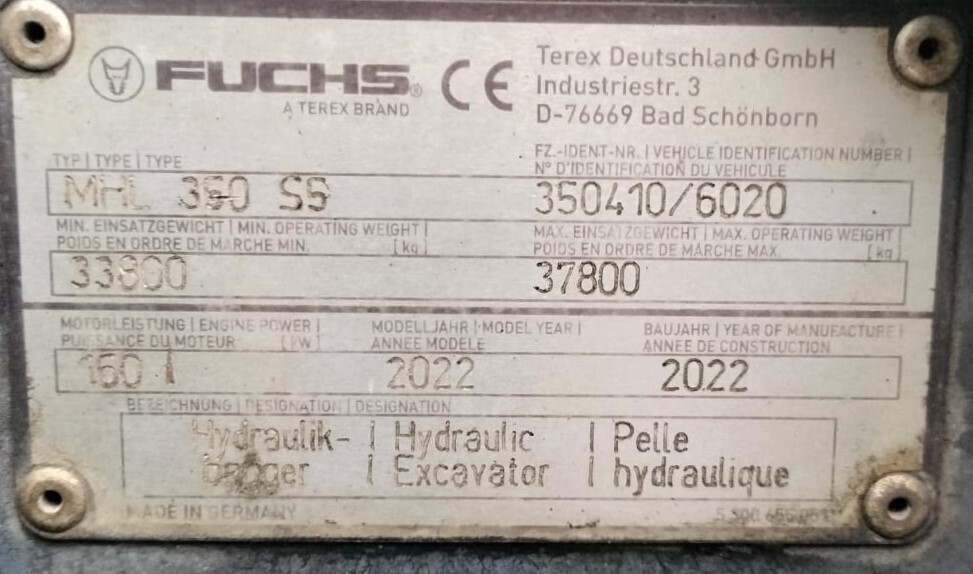 FUCHS®
A TEREX BRAND
CE
Terex Deutschland GmbH
Industriestr. 3
D-76669 Bad Schönborn
TYP | TYPE | TYPE
MHL 350 S5
FZ.-IDENT-NR. | VEHICLE IDENTIFICATION NUMBER |
N° D'IDENTIFICATION DU VEHICULE
350410/6020
MIN. EINSATZGEWICHT | MIN. OPERATING WEIGHT |
POIDS EN ORDRE DE MARCHE MIN. [kg]
33800
MAX. EINSATZGEWICHT | MAX. OPERATING WEIGHT |
POIDS EN ORDRE DE MARCHE MAX. [kg]
37800
MOTORLEISTUNG | ENGINE POWER |
PUISSANCE DU MOTEUR [KW]
160
MODELLJAHR | MODEL YEAR |
ANNEE MODELE
2022
BAUJAHR | YEAR OF MANUFACTURE |
ANNEE DE CONSTRUCTION
2022
BEZEICHNUNG | DESIGNATION | DESIGNATION
Hydraulik- | Hydraulic | Pelle
bagger | Excavator | hydraulique
MADE IN GERMANY